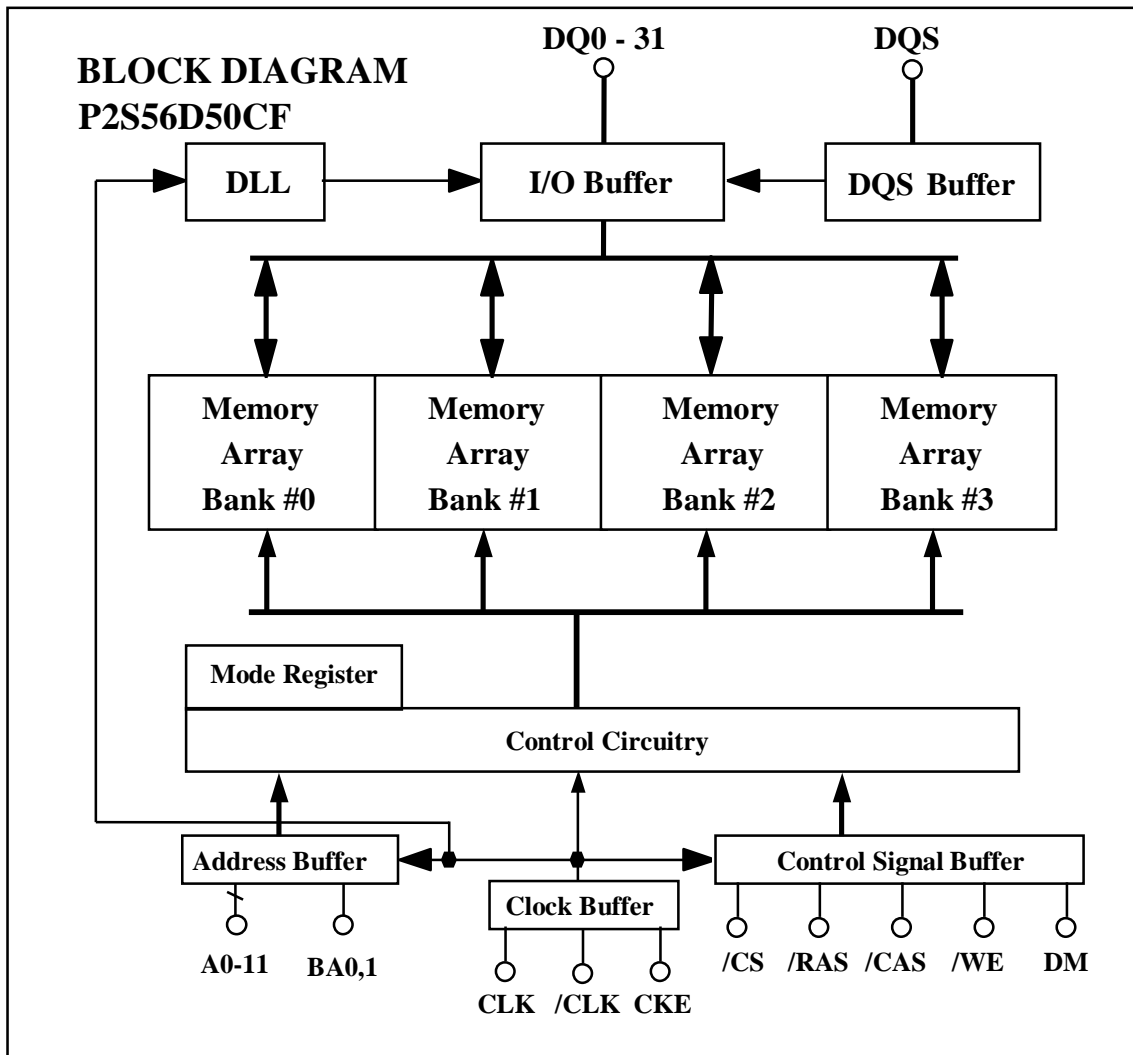 DQ0 - 31
DQS
BLOCK DIAGRAM
P2S56D50CF
DLL
I/O Buffer
DQS Buffer
Memory
Array
Bank #0
Memory
Array
Bank #1
Memory
Array
Bank #2
Memory
Array
Bank #3
Mode Register
Control Circuitry
Address Buffer
Control Signal Buffer
Clock Buffer
A0-11
BA0,1
CLK
/CLK
CKE
/CS
/RAS
/CAS
/WE
DM